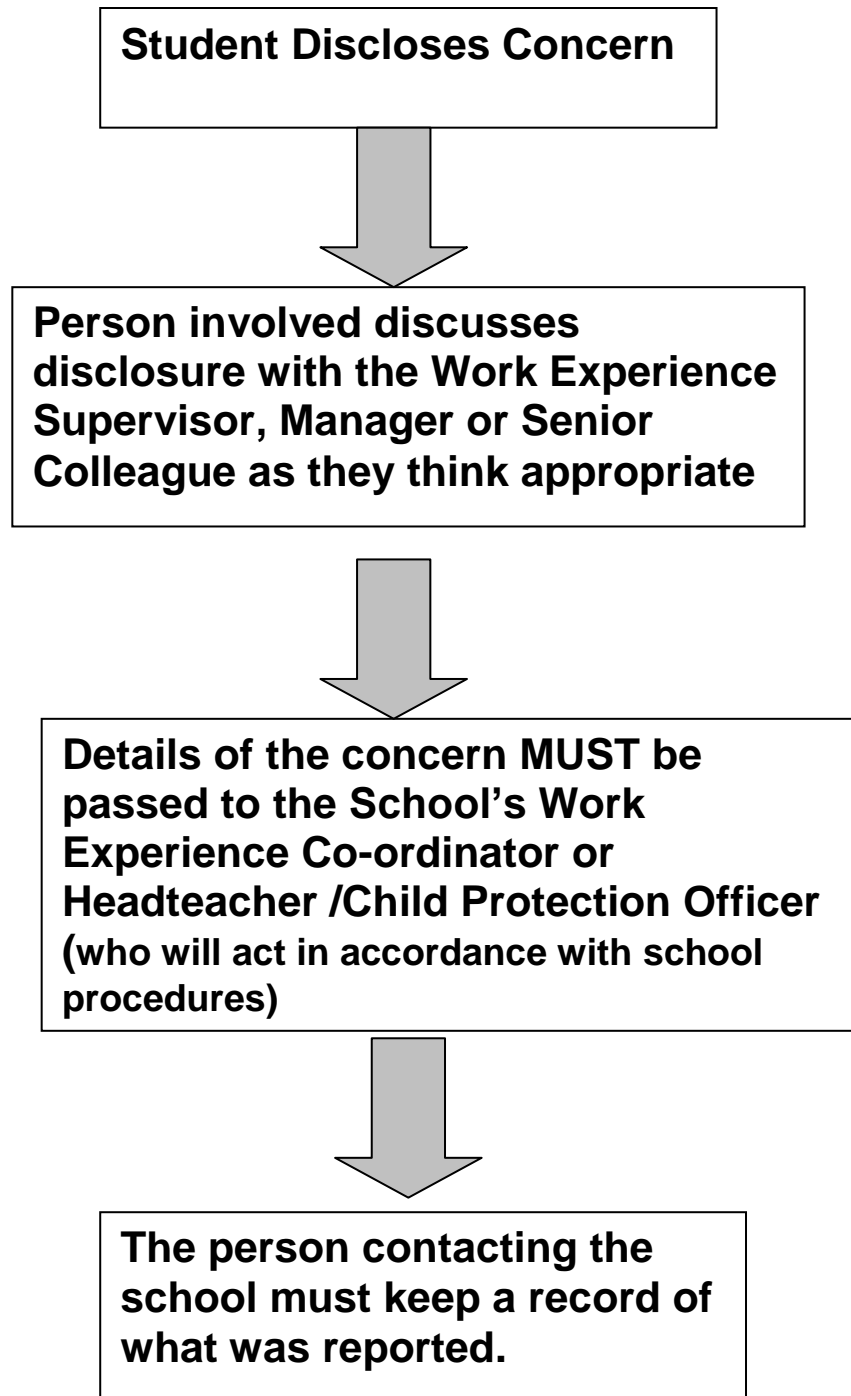 Student Discloses Concern
Person involved discusses
disclosure with the Work Experience
Supervisor, Manager or Senior
Colleague as they think appropriate
Details of the concern MUST be
passed to the School’s Work
Experience Co-ordinator or
Headteacher /Child Protection Officer
(who will act in accordance with school
procedures)
The person contacting the
school must keep a record of
what was reported.